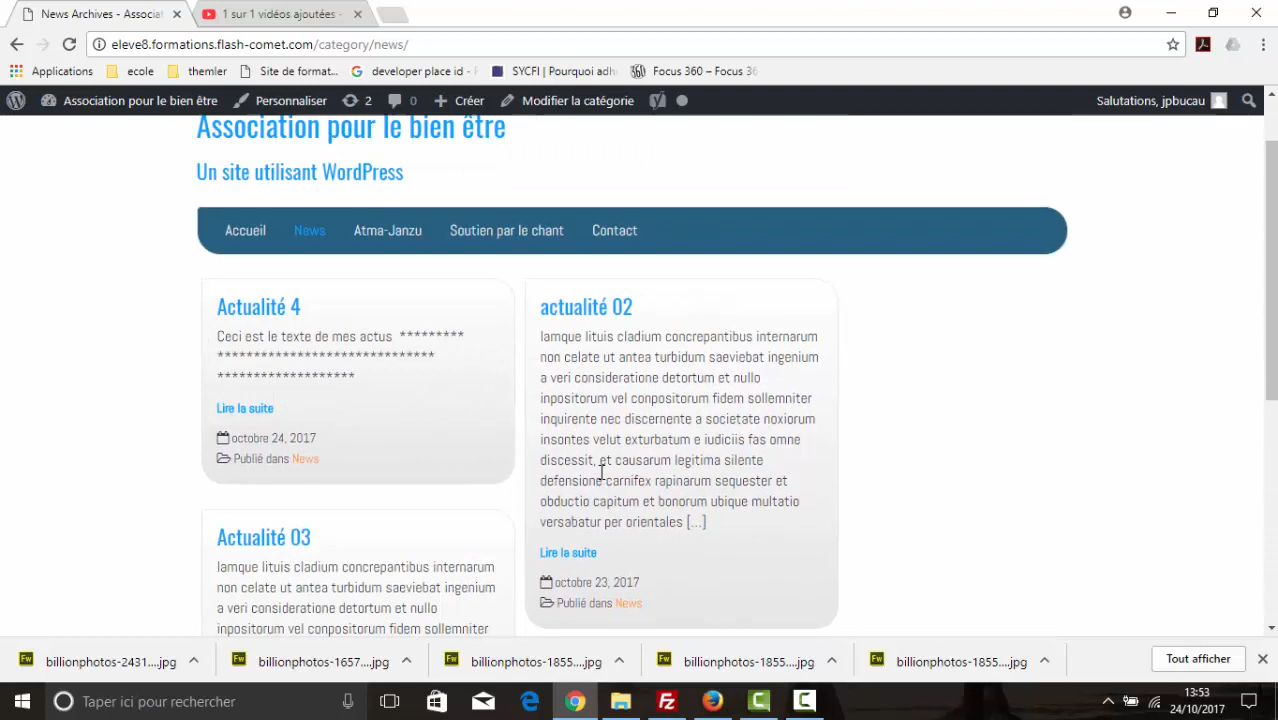 News Archives - Associat
1 sur 1 vidéos ajoutées -
eleve8.formations.flash-comet.com/category/news/
Applications
ecole
themler
Site de format...
developer place id -
SYCFI | Pourquoi adh
Focus 360 – Focus 36
Association pour le bien être
Personnaliser
2
0
Créer
Modifier la catégorie
Salutations, jpbucau
Association pour le bien être
Un site utilisant WordPress
Accueil
News
Atma-Janzu
Soutien par le chant
Contact
Actualité 4
Ceci est le texte de mes actus *********
******************************
*******************
Lire la suite
octobre 24, 2017
Publié dans News
Actualité 03
Iamque lituis cladium concrepantibus internarum
non celate ut antea turbidum saeviebat ingenium
a veri consideratione detortum et nullo
inpositorum vel conpositorum fidem sollemniter
actualité 02
Iamque lituis cladium concrepantibus internarum
non celate ut antea turbidum saeviebat ingenium
a veri consideratione detortum et nullo
inpositorum vel conpositorum fidem sollemniter
inquirente nec discernente a societate noxiorum
insontes velut exturbatum e iudiciis fas omne
discessit, et causarum legitima silente
defensione carnifex rapinarum sequester et
obductio capitum et bonorum ubique multatio
versabatur per orientales [...]
Lire la suite
octobre 23, 2017
Publié dans News
billionphotos-2431....jpg
billionphotos-1657....jpg
billionphotos-1855....jpg
billionphotos-1855....jpg
billionphotos-1855....jpg
Tout afficher
Taper ici pour rechercher
13:53
24/10/2017